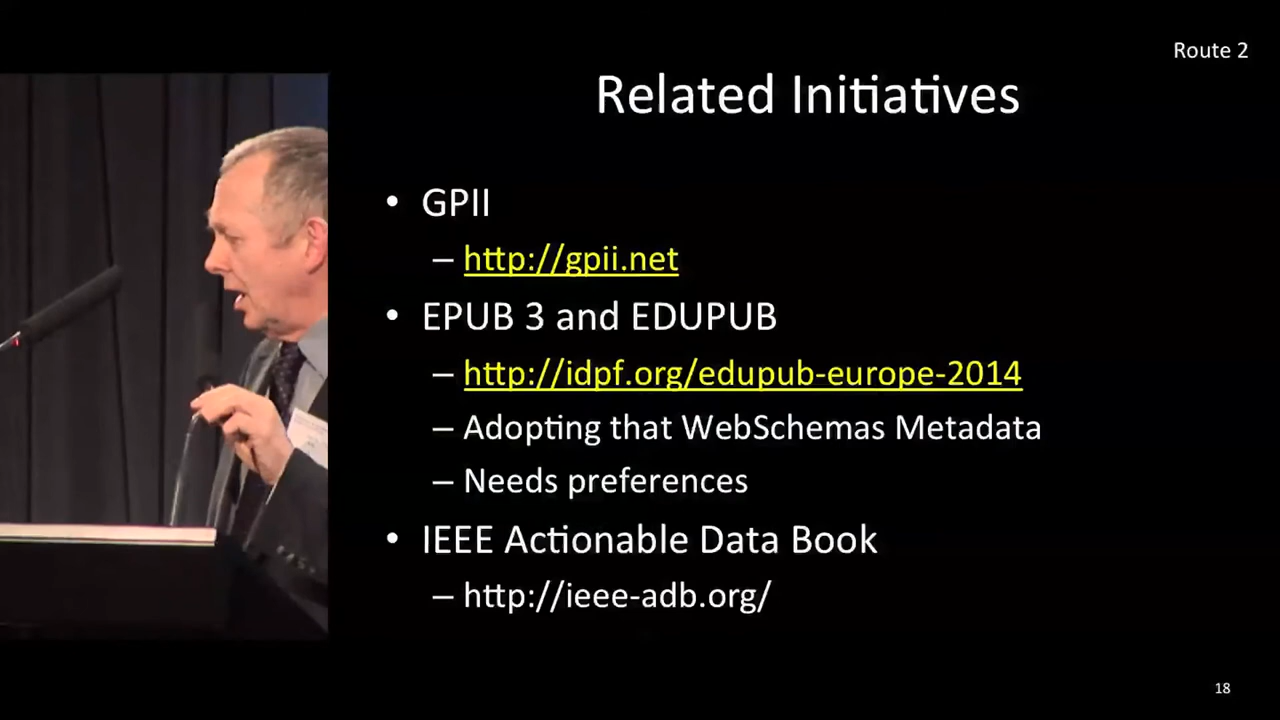 Route 2
Related Initiatives
• GPII
– http://gpii.net
• EPUB 3 and EDUPUB
– http://idpf.org/edupub-europe-2014
– Adopting that WebSchemas Metadata
– Needs preferences
• IEEE Actionable Data Book
– http://ieee-adb.org/
18